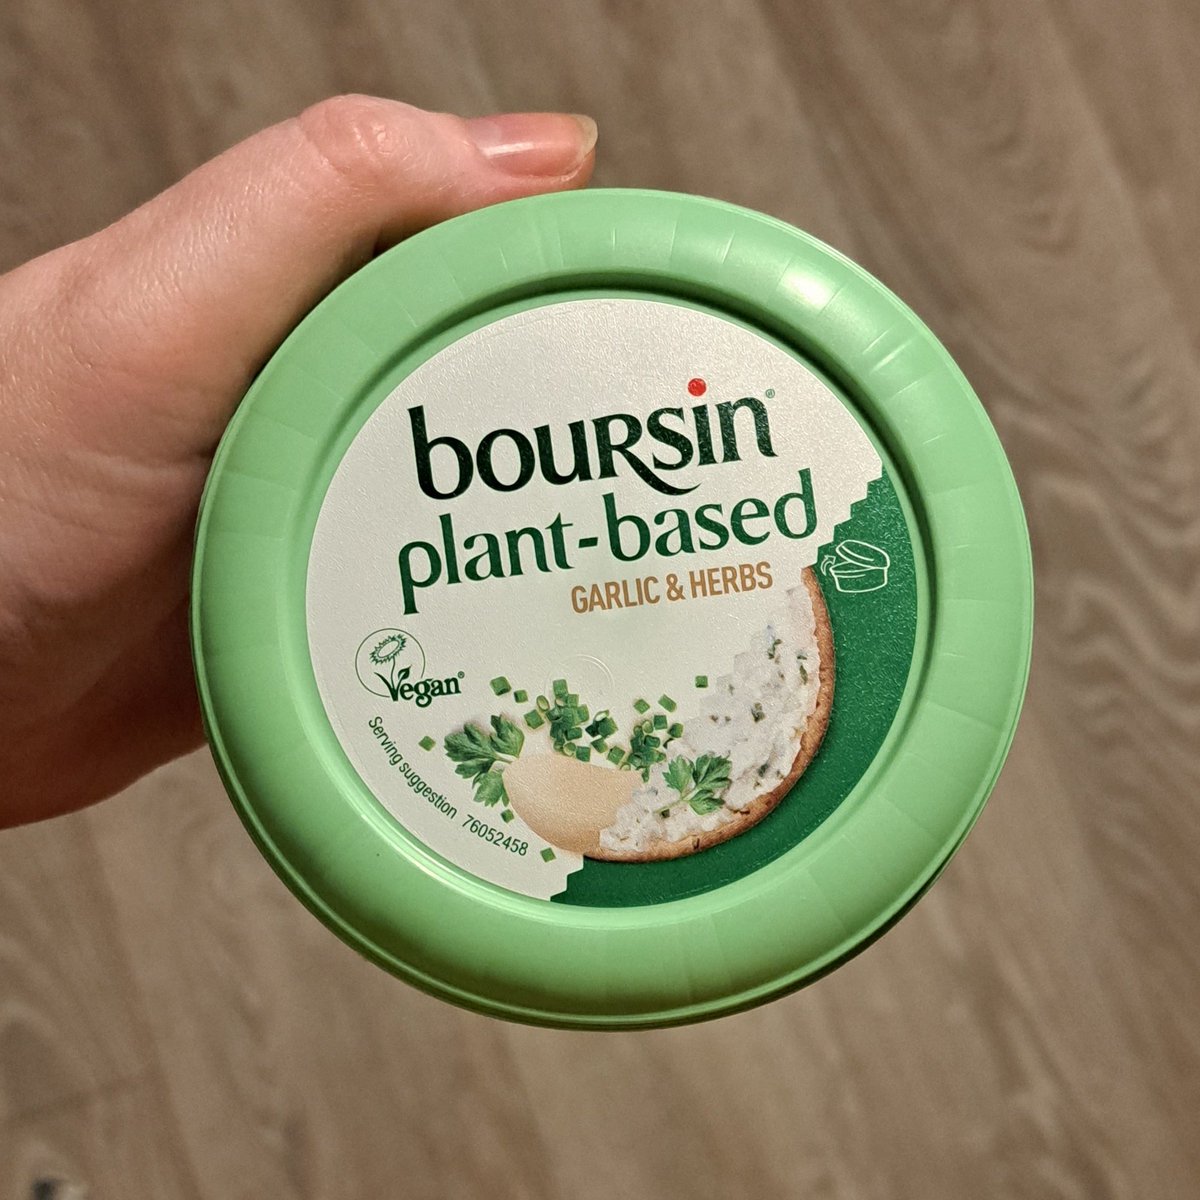 boursin®
plant-based
GARLIC & HERBS
Vegan®
Serving suggestion 76052458